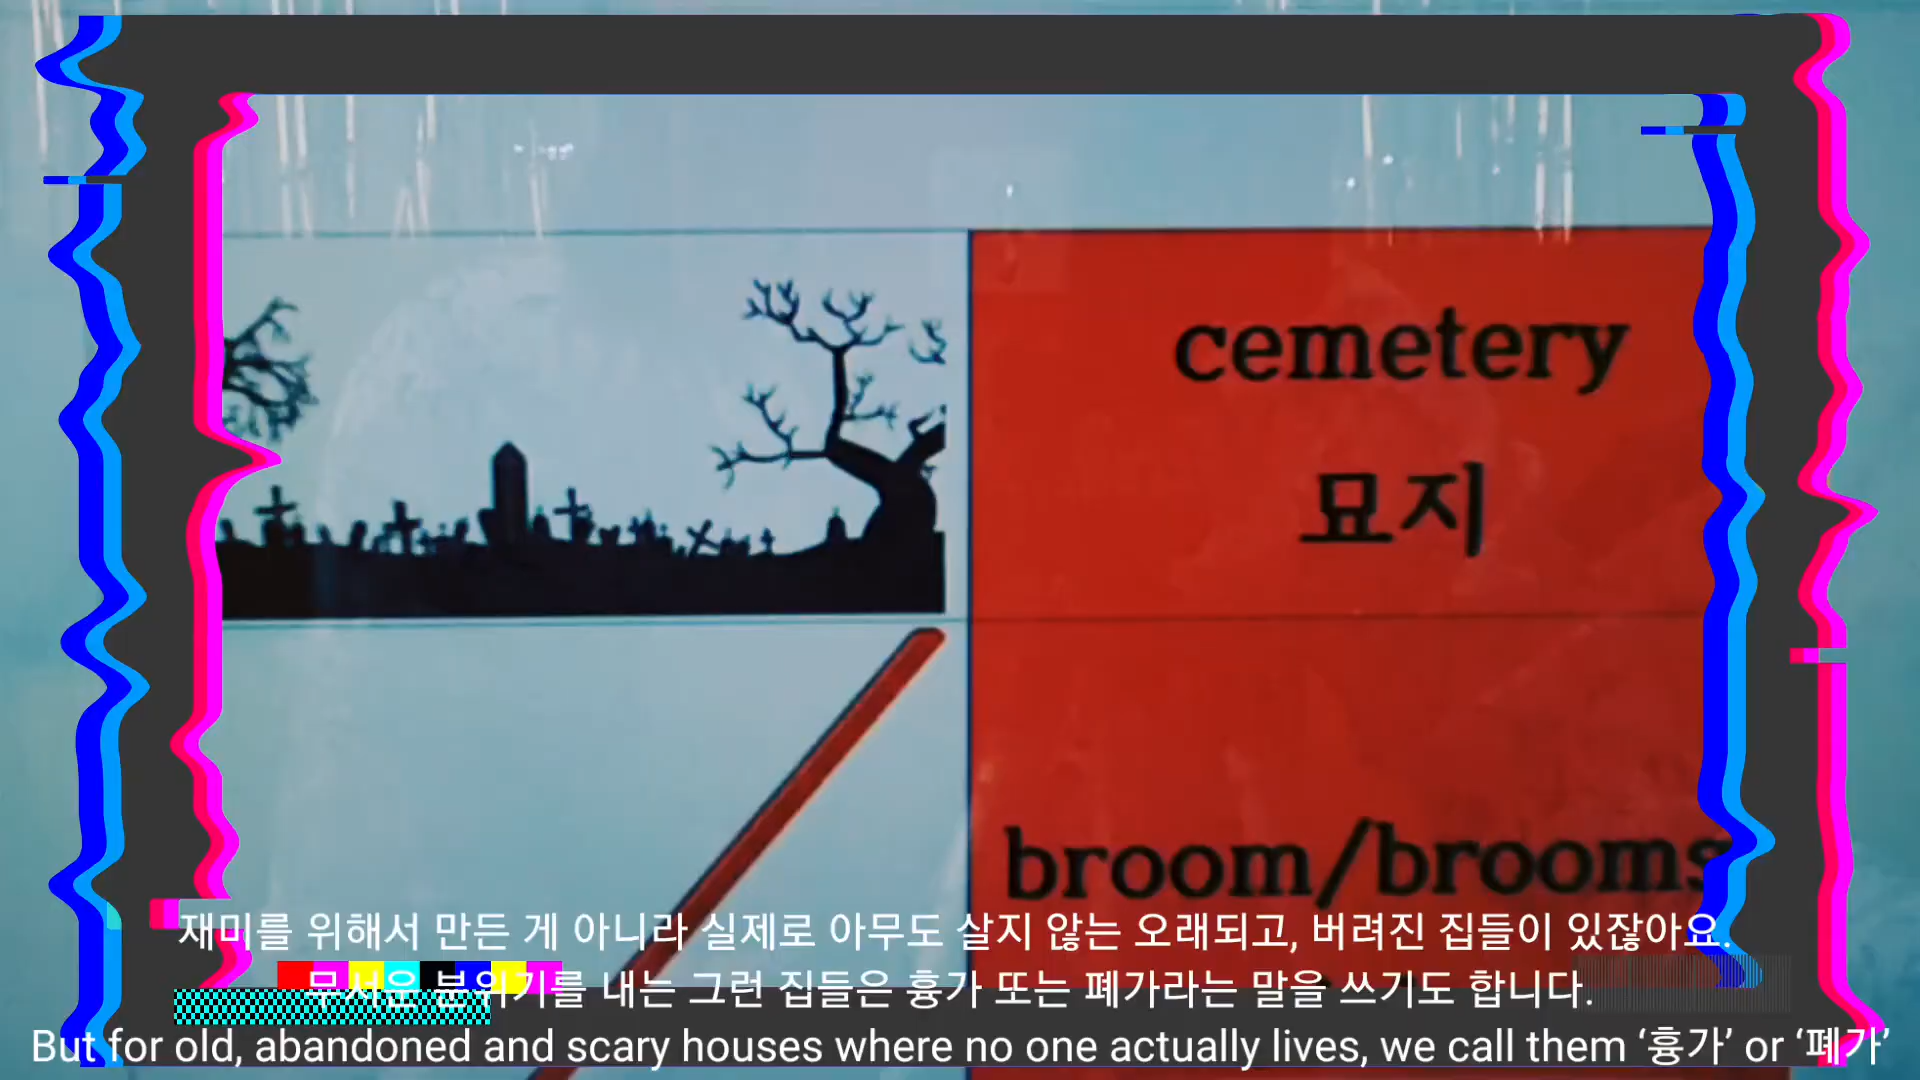 cemetery
묘지
broom/brooms
재미를 위해서 만든 게 아니라 실제로 아무도 살지 않는 오래되고, 버려진 집들이 있잖아요.
무서운 분위기를 내는 그런 집들은 흉가 또는 폐가라는 말을 쓰기도 합니다.
But for old, abandoned and scary houses where no one actually lives, we call them ‘흉가’ or ‘폐가’